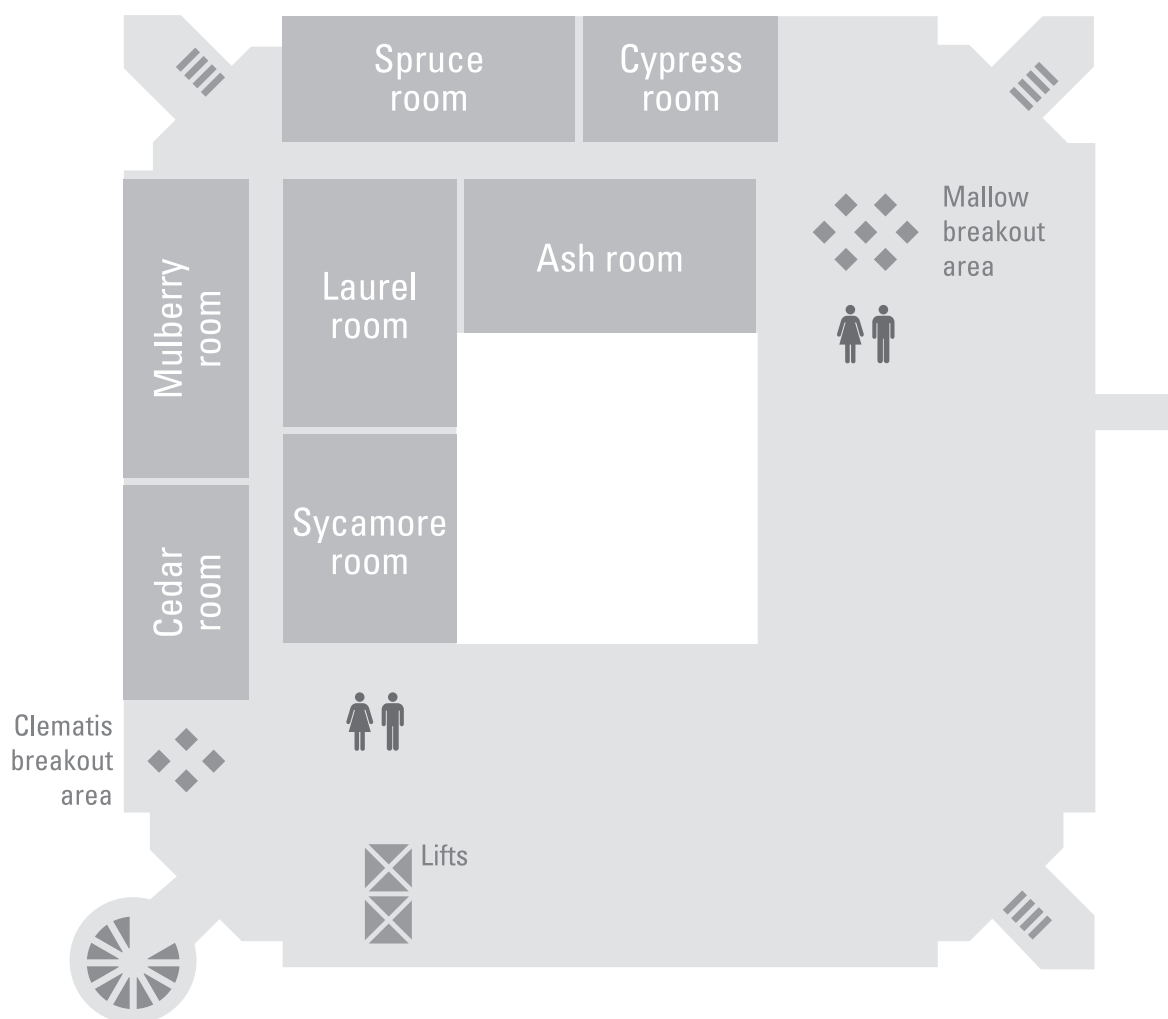 Spruce
room
Cypress
room
Mallow
breakout
area
Mulberry
room
Laurel
room
Ash room
Cedar
room
Sycamore
room
Clematis
breakout
area
Lifts